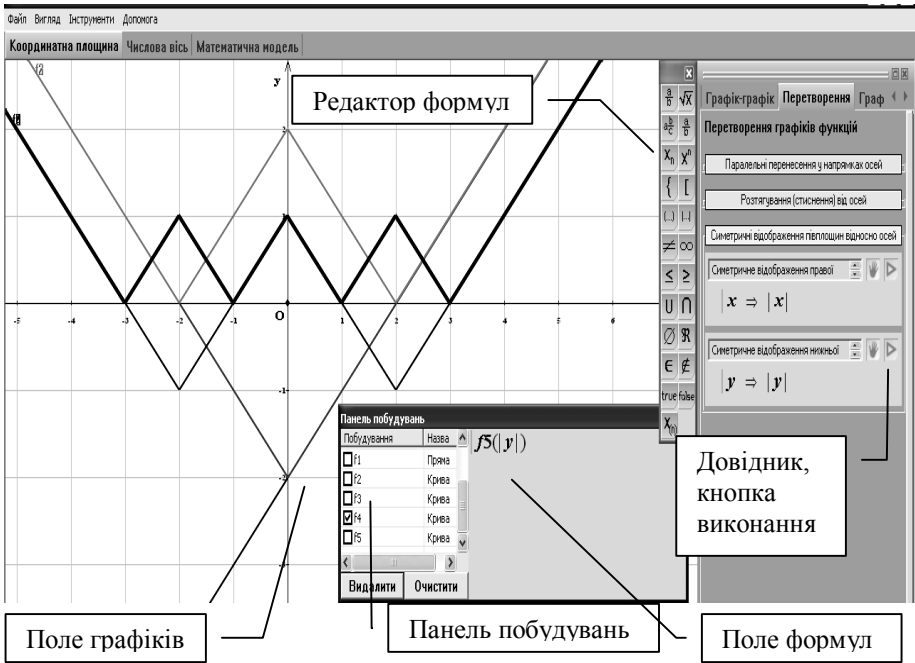 Файл Вигляд Інструменти Допомога
Координатна площина Числова вісь Математична модель
y
Редактор формул
Графік-графік Перетворення Граф
Перетворення графіків функцій
Паралельні перенесення у напрямках осей
Розтягування (стиснення) від осей
Симетричні відображення півплощин відносно осей
Симетричне відображення правої
x ⇒ |x|
Симетричне відображення нижньої
y ⇒ |y|
true false
-5 -4 -3 -2 -1 O 1 2 3 4 5 6
-1
Панель побудувань
Побудування Назва
f1 Пряма
f2 Крива
f3 Крива
f4 Крива
f5 Крива
f5(|y|)
Видалити Очистити
Довідник,
кнопка
виконання
Поле графіків
Панель побудувань
Поле формул